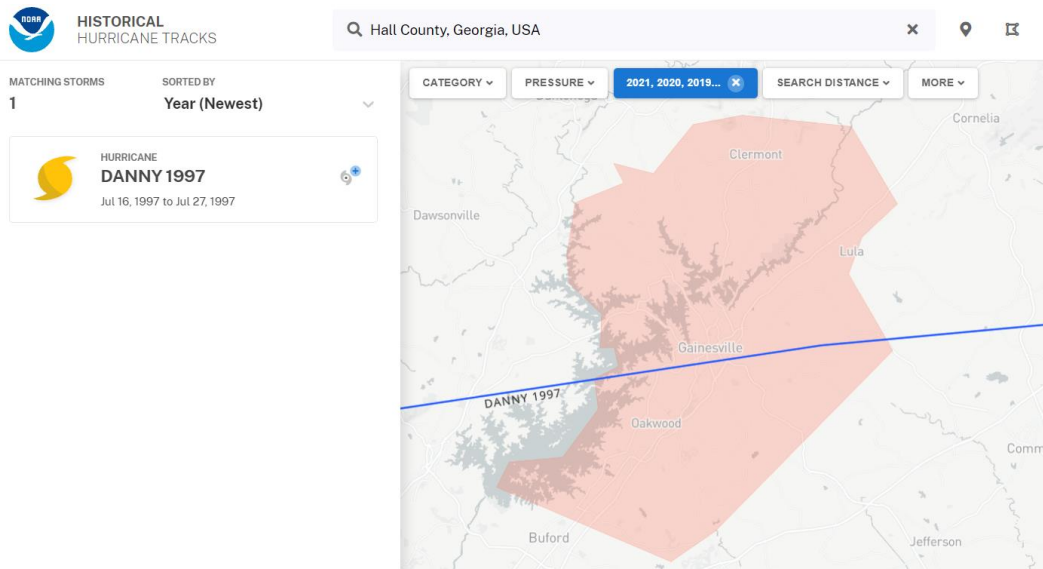 NOAA
HISTORICAL
HURRICANE TRACKS
Hall County, Georgia, USA
MATCHING STORMS
1
SORTED BY
Year (Newest)
HURRICANE
DANNY 1997
Jul 16, 1997 to Jul 27, 1997
CATEGORY
PRESSURE
2021, 2020, 2019...
SEARCH DISTANCE
MORE
Cornelia
Clermont
Dawsonville
Lula
Gainesville
DANNY 1997
Oakwood
Comm
Buford
Jefferson